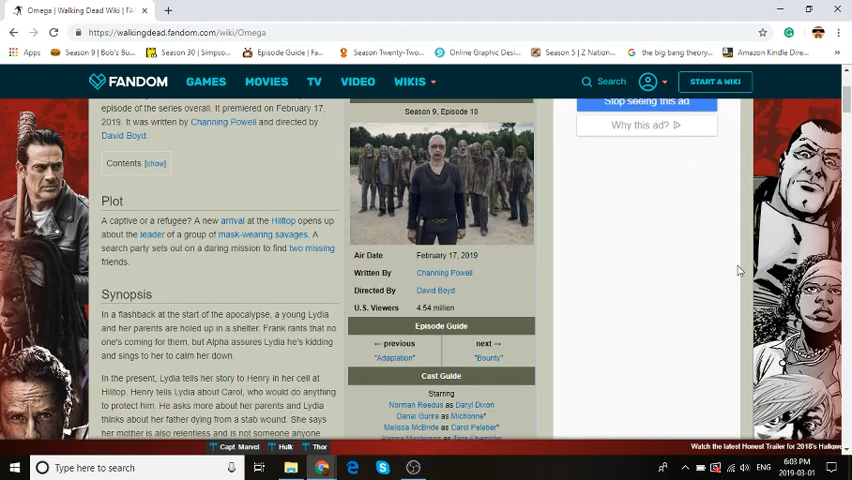 Omega | Walking Dead Wiki | FA
https://walkingdead.fandom.com/wiki/Omega
Apps Season 9 | Bob's Bu... Season 30 | Simpso... Episode Guide | Fa... Season Twenty-Two... Online Graphic Desi... Season 5 | Z Nation... the big bang theory... Amazon Kindle Dire...
FANDOM GAMES MOVIES TV VIDEO WIKIS Search START A WIKI
episode of the series overall. It premiered on February 17,
2019. It was written by Channing Powell and directed by
David Boyd.
Contents [show]
Plot
A captive or a refugee? A new arrival at the Hilltop opens up
about the leader of a group of mask-wearing savages. A
search party sets out on a daring mission to find two missing
friends.
Synopsis
In a flashback at the start of the apocalypse, a young Lydia
and her parents are holed up in a shelter. Frank rants that no
one's coming for them, but Alpha assures Lydia he's kidding
and sings to her to calm her down.
In the present, Lydia tells her story to Henry in her cell at
Hilltop. Henry tells Lydia about Carol, who would do anything
to protect him. He asks more about her parents and Lydia
thinks about her father dying from a stab wound. She says
her mother is also relentless and is not someone anyone
Season 9, Episode 10
Air Date February 17, 2019
Written By Channing Powell
Directed By David Boyd
U.S. Viewers 4.54 million
Episode Guide
← previous next →
"Adaptation" "Bounty"
Cast Guide
Starring
Norman Reedus as Daryl Dixon
Danai Gurira as Michonne*
Melissa McBride as Carol Peletier*
Stop seeing this ad
Why this ad?
Capt. Marvel Hulk Thor Watch the latest Honest Trailer for 2018's Hallowe
Type here to search
ENG
6:03 PM
2019-03-01